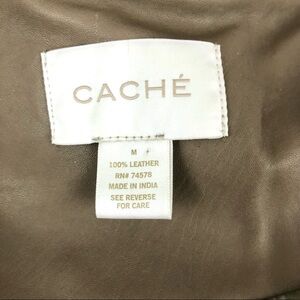 CACHÉ
M
100% LEATHER
RN# 74578
MADE IN INDIA
SEE REVERSE
FOR CARE